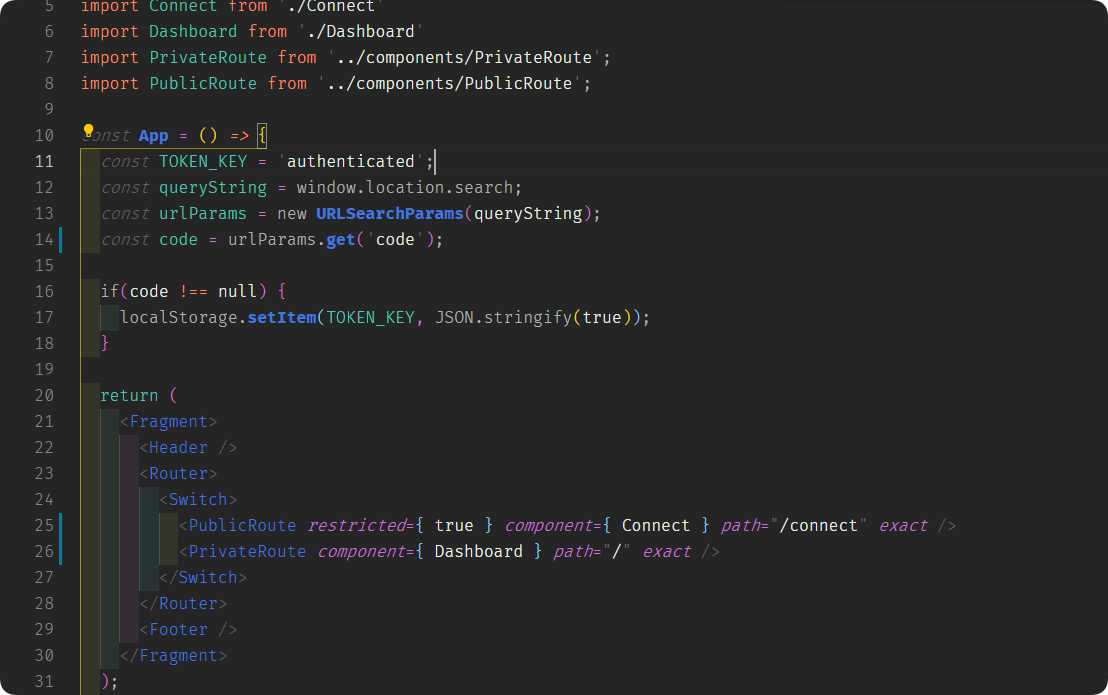 5 import Connect from './Connect'
6 import Dashboard from './Dashboard'
7 import PrivateRoute from '../components/PrivateRoute';
8 import PublicRoute from '../components/PublicRoute';
9
10 const App = () => {
11 const TOKEN_KEY = 'authenticated';
12 const queryString = window.location.search;
13 const urlParams = new URLSearchParams(queryString);
14 const code = urlParams.get('code');
15
16 if(code !== null) {
17 localStorage.setItem(TOKEN_KEY, JSON.stringify(true));
18 }
19
20 return (
21 <Fragment>
22 <Header />
23 <Router>
24 <Switch>
25 <PublicRoute restricted={ true } component={ Connect } path="/connect" exact />
26 <PrivateRoute component={ Dashboard } path="/" exact />
27 </Switch>
28 </Router>
29 <Footer />
30 </Fragment>
31 );